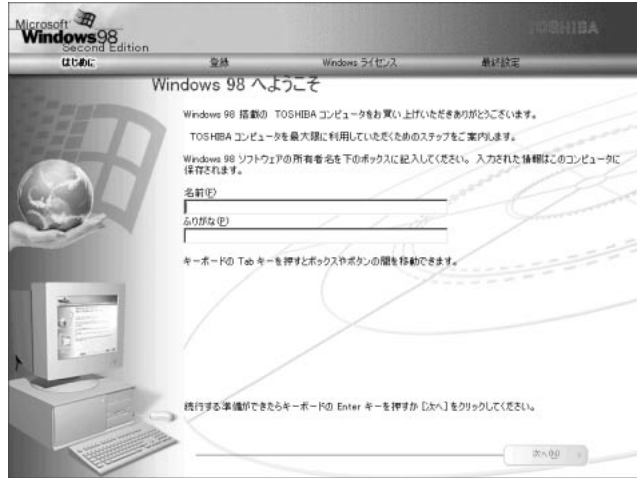 Microsoft
Windows98
Second Edition
TOSHIBA
はじめに 登録 Windows ライセンス 最終設定
Windows 98 へようこそ
Windows 98 搭載の TOSHIBA コンピュータをお買い上げいただきありがとうございます。
TOSHIBA コンピュータを最大限に利用していただくためのステップをご案内します。
Windows 98 ソフトウェアの所有者名を下のボックスに記入してください。 入力された情報はこのコンピュータに
保存されます。
名前(F)
ふりがな(P)
キーボードの Tab キーを押すとボックスやボタンの間を移動できます。
続行する準備ができたらキーボードの Enter キーを押すか [次へ] をクリックしてください。
次へ(N)